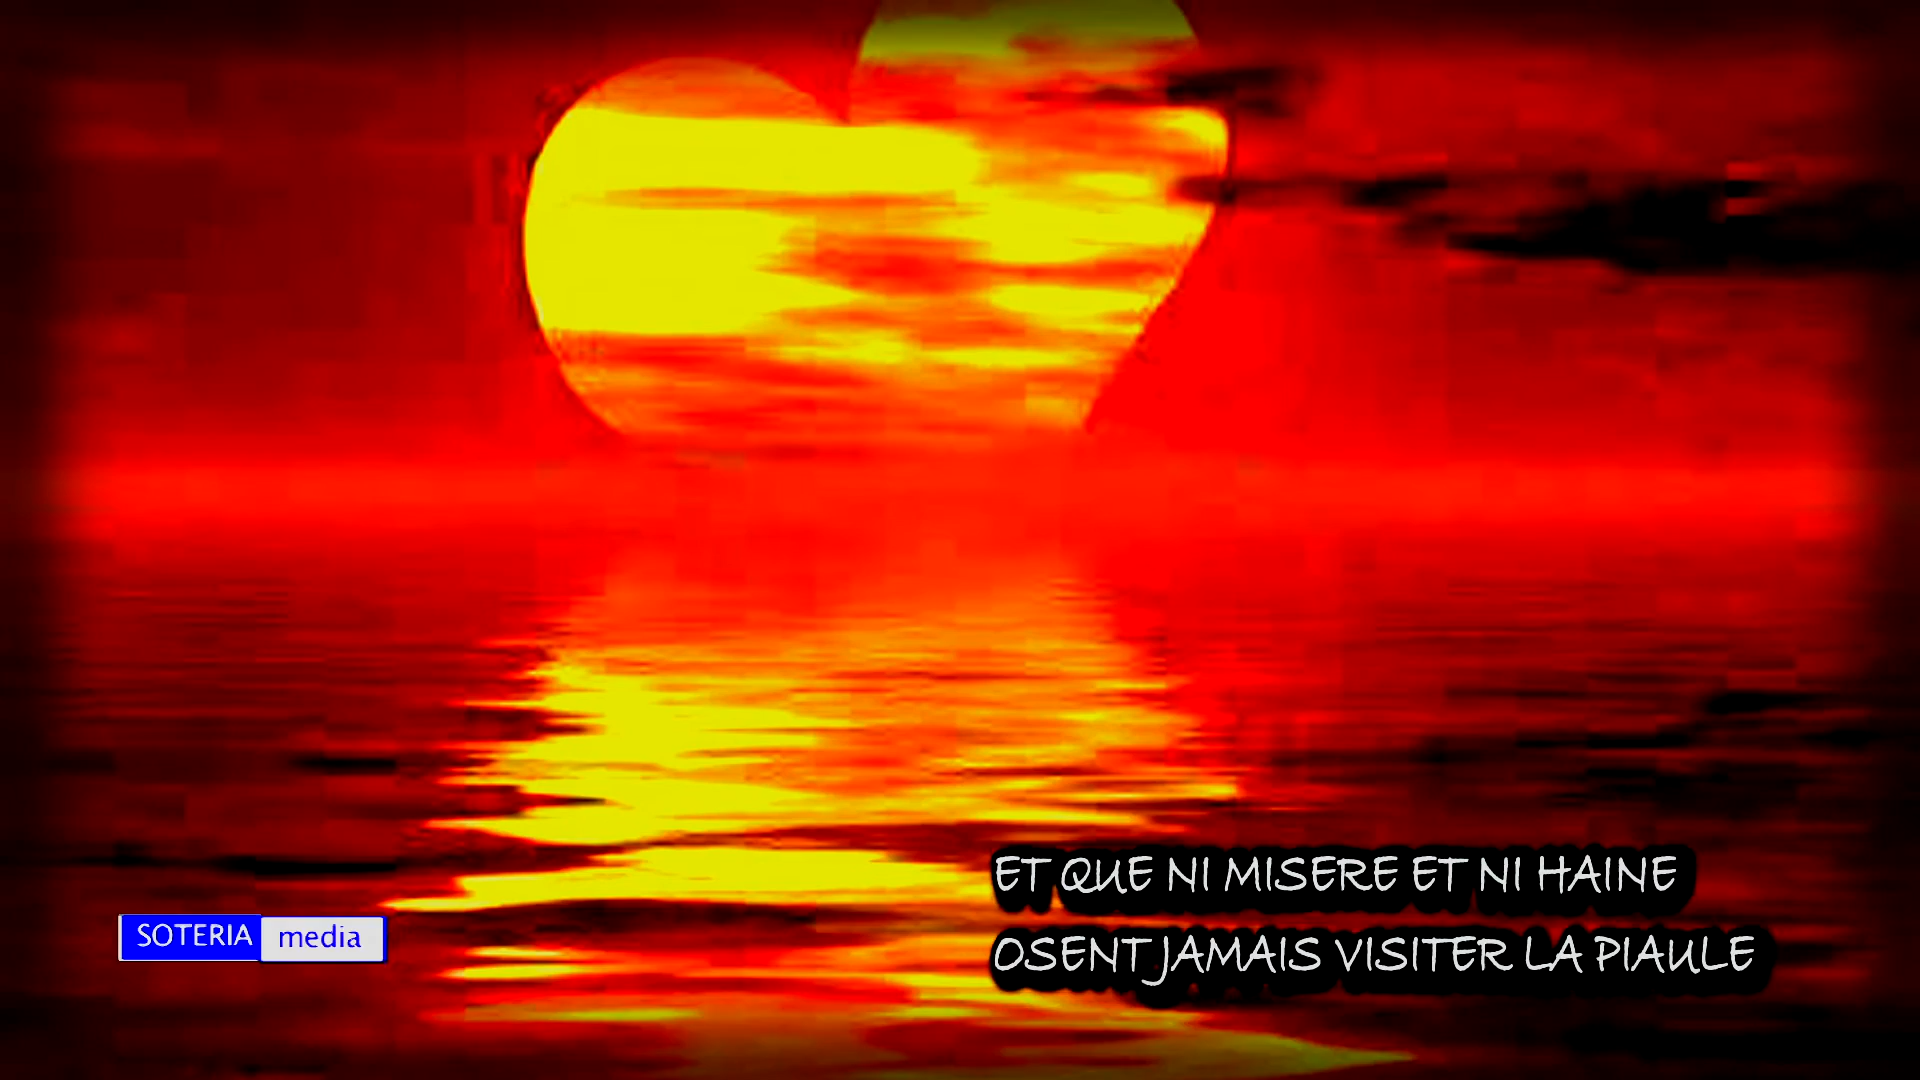 ET QUE NI MISERE ET NI HAINE
OSENT JAMAIS VISITER LA PIAULE
SOTERIA media